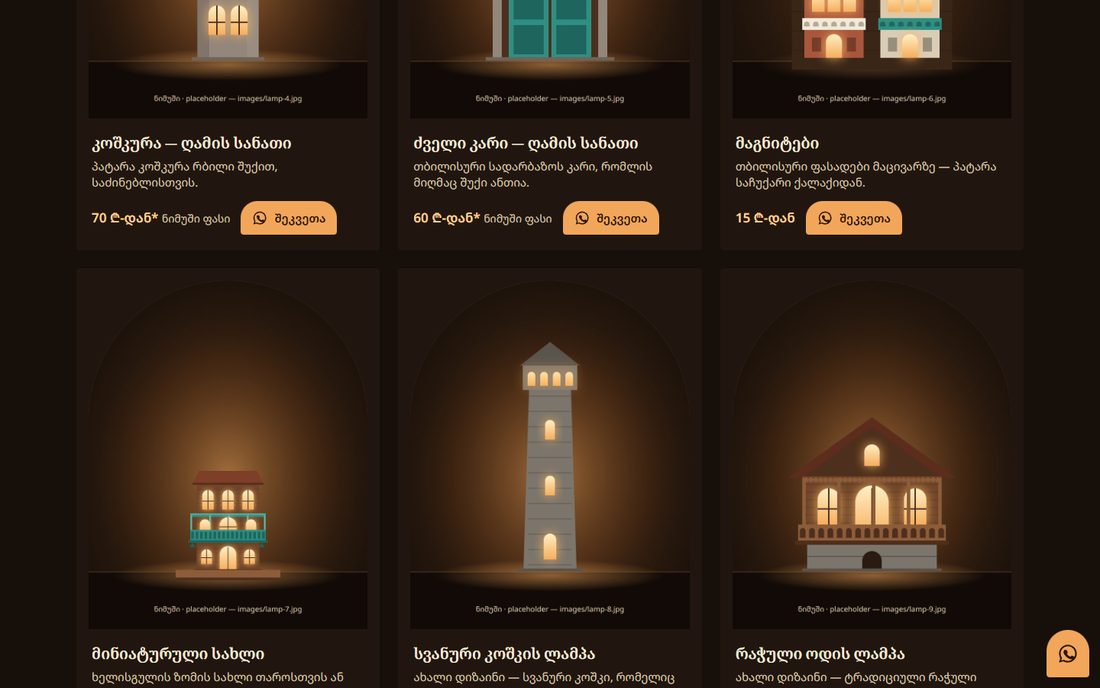 ნიმუში · placeholder — images/lamp-4.jpg
ნიმუში · placeholder — images/lamp-5.jpg
ნიმუში · placeholder — images/lamp-6.jpg
კოშკურა — ღამის სანათი
პატარა კოშკურა რბილი შუქით,
საძინებლისთვის.
70 ₾-დან* ნიმუში ფასი
შეკვეთა
ძველი კარი — ღამის სანათი
თბილისური სადარბაზოს კარი, რომლის
მიღმაც შუქი ანთია.
60 ₾-დან* ნიმუში ფასი
შეკვეთა
მაგნიტები
თბილისური ფასადები მაცივარზე — პატარა
საჩუქარი ქალაქიდან.
15 ₾-დან
შეკვეთა
ნიმუში · placeholder — images/lamp-7.jpg
ნიმუში · placeholder — images/lamp-8.jpg
ნიმუში · placeholder — images/lamp-9.jpg
მინიატურული სახლი
ხელისგულის ზომის სახლი თაროსთვის ან
სვანური კოშკის ლამპა
ახალი დიზაინი — სვანური კოშკი, რომელიც
რაჭული ოდის ლამპა
ახალი დიზაინი — ტრადიციული რაჭული